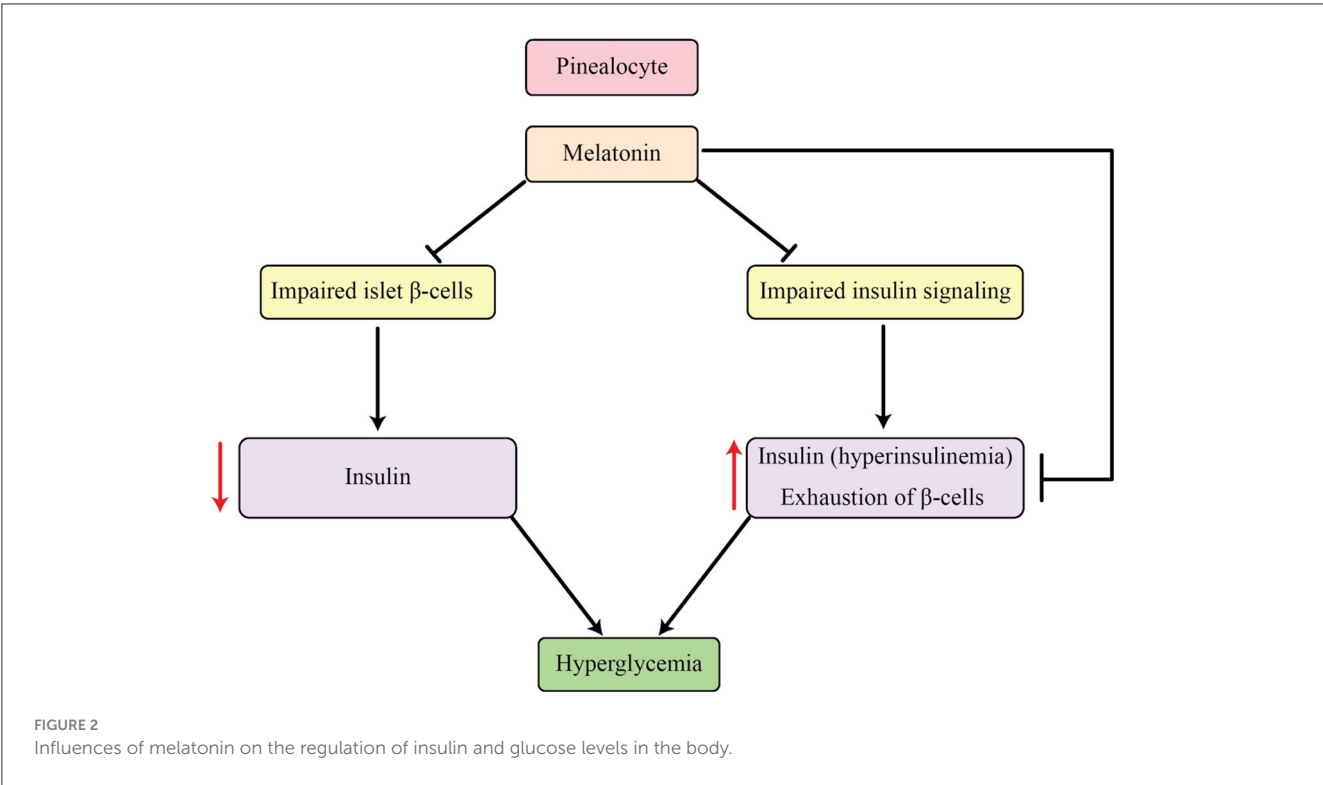 Pinealocyte
Melatonin
Impaired islet β-cells
Impaired insulin signaling
Insulin
Insulin (hyperinsulinemia)
Exhaustion of β-cells
Hyperglycemia
FIGURE 2
Influences of melatonin on the regulation of insulin and glucose levels in the body.